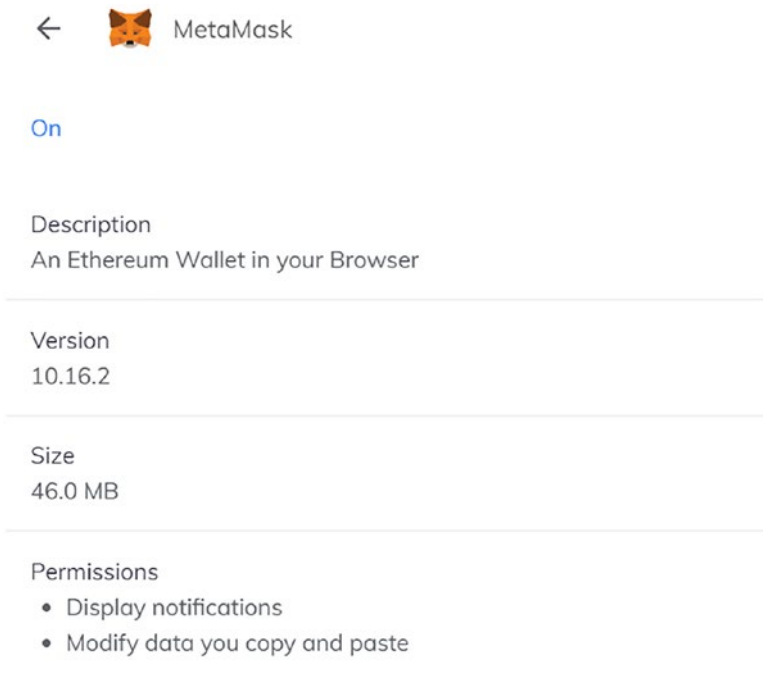 MetaMask
On
Description
An Ethereum Wallet in your Browser
Version
10.16.2
Size
46.0 MB
Permissions
• Display notifications
• Modify data you copy and paste